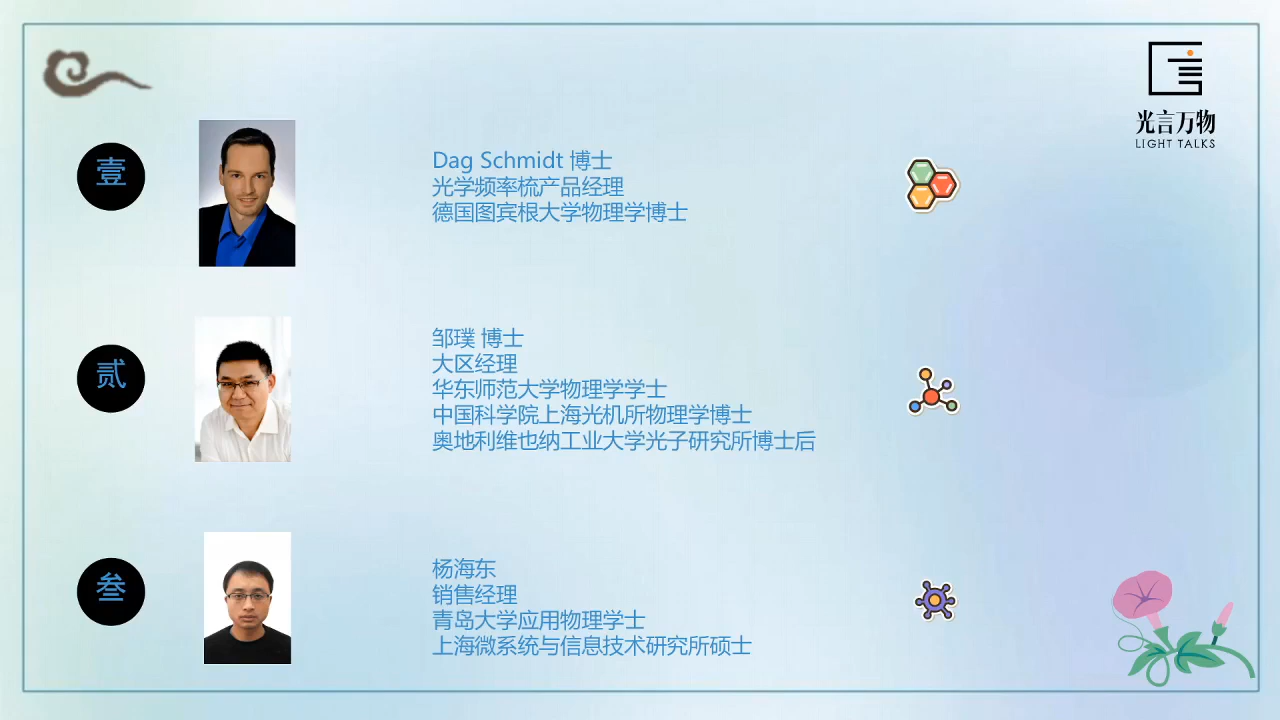 光言万物
LIGHT TALKS
壹
Dag Schmidt 博士
光学频率梳产品经理
德国图宾根大学物理学博士
贰
邹璞 博士
大区经理
华东师范大学物理学学士
中国科学院上海光机所物理学博士
奥地利维也纳工业大学光子研究所博士后
叁
杨海东
销售经理
青岛大学应用物理学士
上海微系统与信息技术研究所硕士